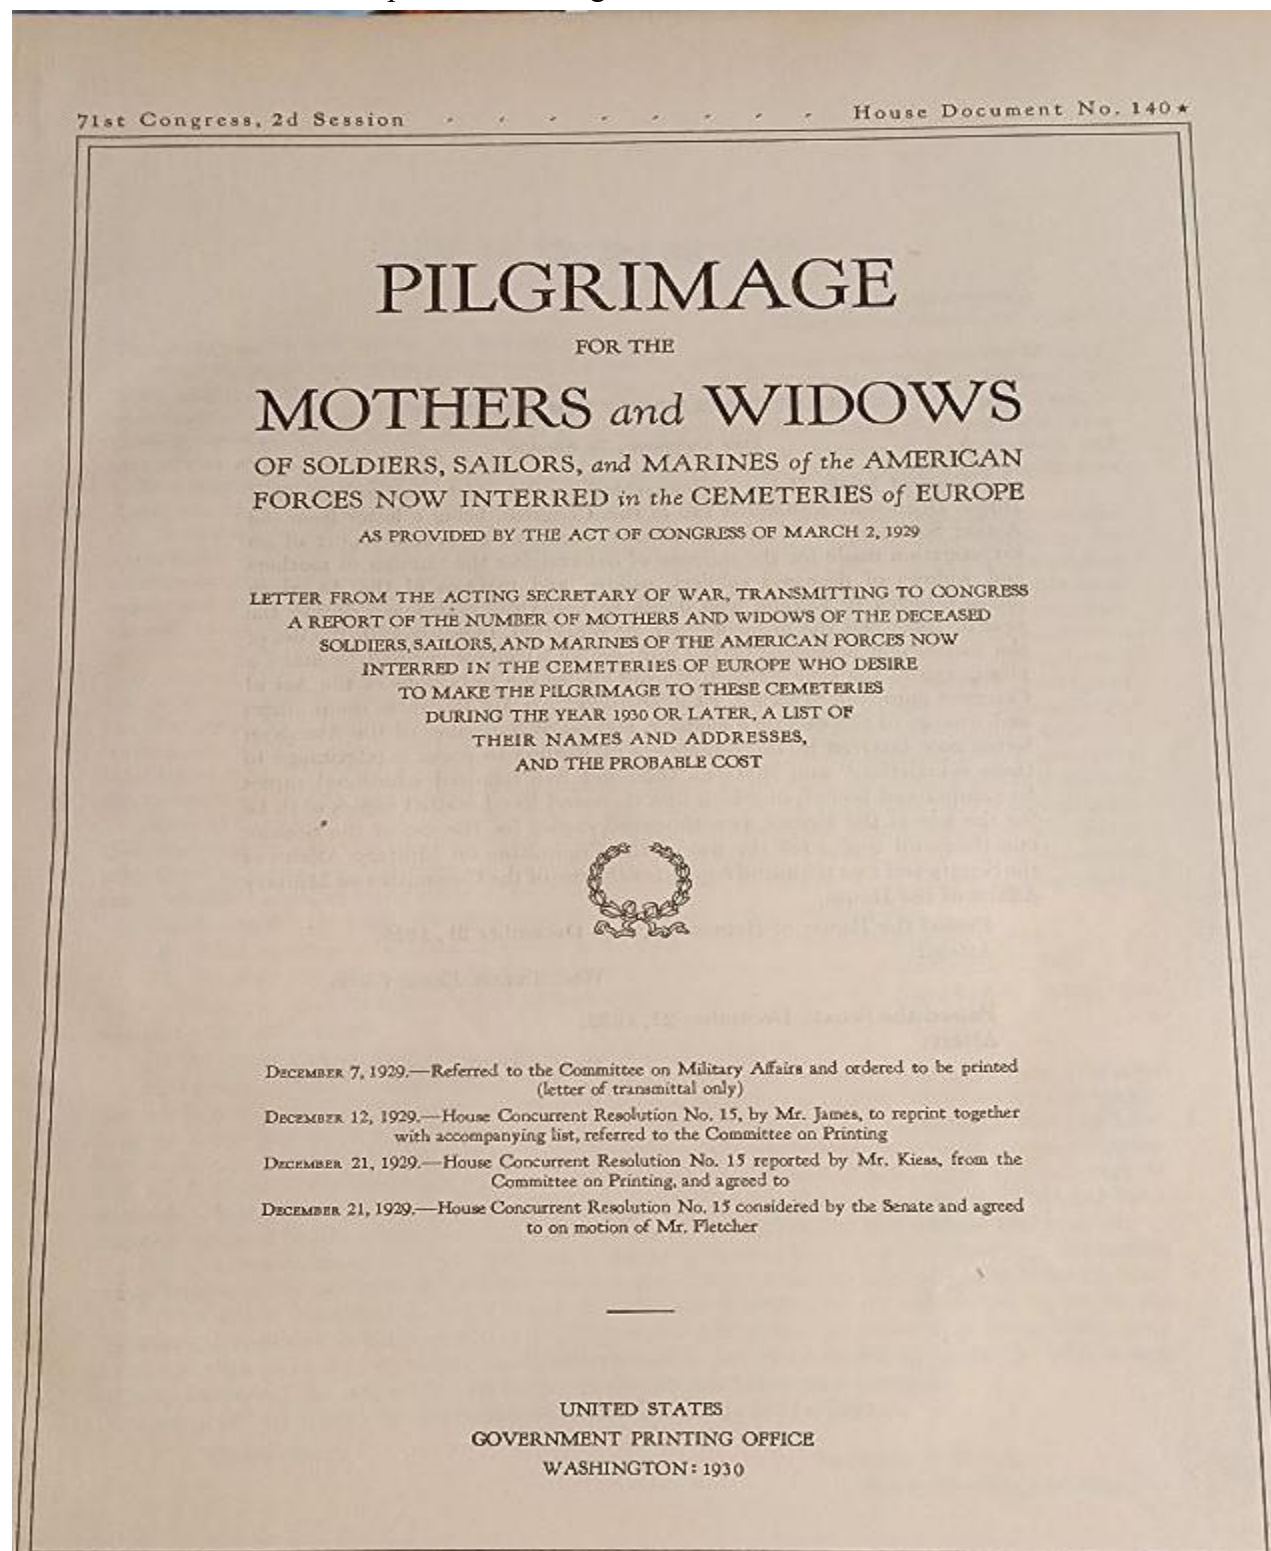 71st Congress, 2d Session - - - - - - - - House Document No. 140★
PILGRIMAGE
FOR THE
MOTHERS and WIDOWS
OF SOLDIERS, SAILORS, and MARINES of the AMERICAN
FORCES NOW INTERRED in the CEMETERIES of EUROPE
AS PROVIDED BY THE ACT OF CONGRESS OF MARCH 2, 1929
LETTER FROM THE ACTING SECRETARY OF WAR, TRANSMITTING TO CONGRESS
A REPORT OF THE NUMBER OF MOTHERS AND WIDOWS OF THE DECEASED
SOLDIERS, SAILORS, AND MARINES OF THE AMERICAN FORCES NOW
INTERRED IN THE CEMETERIES OF EUROPE WHO DESIRE
TO MAKE THE PILGRIMAGE TO THESE CEMETERIES
DURING THE YEAR 1930 OR LATER, A LIST OF
THEIR NAMES AND ADDRESSES,
AND THE PROBABLE COST
DECEMBER 7, 1929.—Referred to the Committee on Military Affairs and ordered to be printed
(letter of transmittal only)
DECEMBER 12, 1929.—House Concurrent Resolution No. 15, by Mr. James, to reprint together
with accompanying list, referred to the Committee on Printing
DECEMBER 21, 1929.—House Concurrent Resolution No. 15 reported by Mr. Kiess, from the
Committee on Printing, and agreed to
DECEMBER 21, 1929.—House Concurrent Resolution No. 15 considered by the Senate and agreed
to on motion of Mr. Fletcher
UNITED STATES
GOVERNMENT PRINTING OFFICE
WASHINGTON: 1930